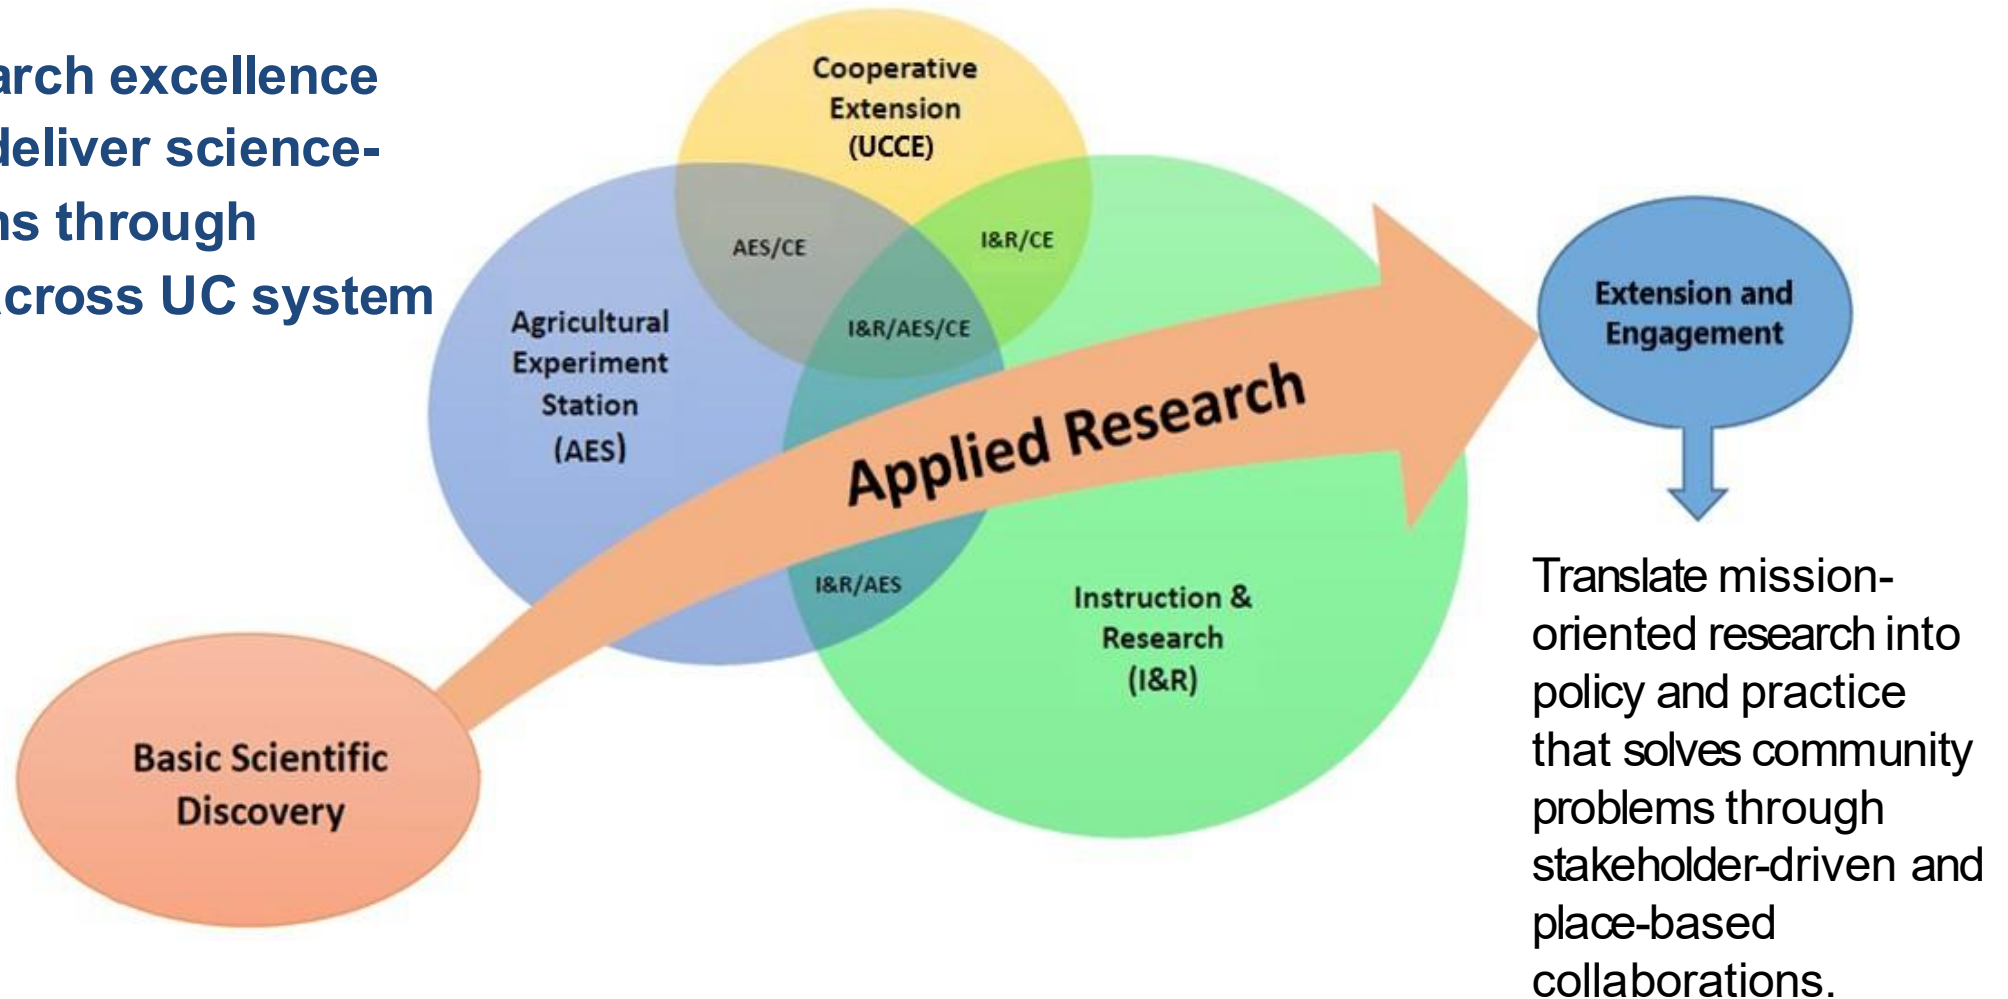 arch excellence
deliver science-
ns through
across UC system
Cooperative
Extension
(UCCE)
AES/CE
I&R/CE
I&R/AES/CE
Agricultural
Experiment
Station
(AES)
Applied Research
I&R/AES
Instruction &
Research
(I&R)
Basic Scientific
Discovery
Extension and
Engagement
Translate mission-
oriented research into
policy and practice
that solves community
problems through
stakeholder-driven and
place-based
collaborations.